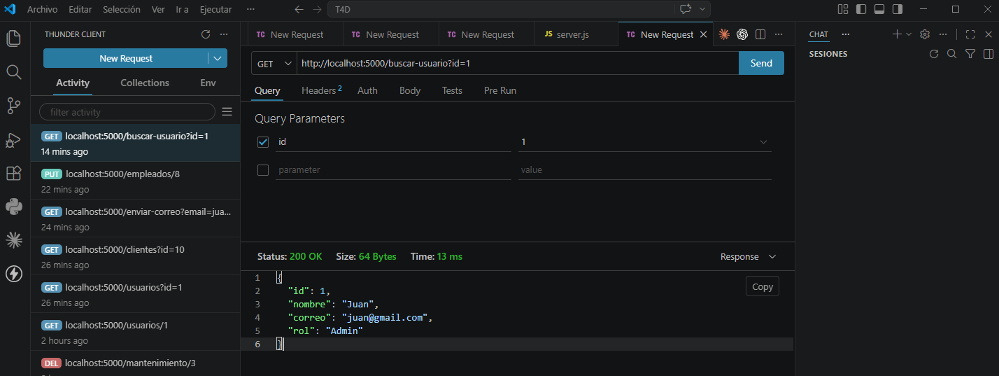 Archivo Editar Selección Ver Ir a Ejecutar ··· T4D
THUNDER CLIENT ···
New Request
Activity Collections Env
filter activity
GET localhost:5000/buscar-usuario?id=1
14 mins ago
PUT localhost:5000/empleados/8
22 mins ago
GET localhost:5000/enviar-correo?email=jua...
24 mins ago
GET localhost:5000/clientes?id=10
26 mins ago
GET localhost:5000/usuarios?id=1
26 mins ago
GET localhost:5000/usuarios/1
2 hours ago
DEL localhost:5000/mantenimiento/3
TC New Request TC New Request TC New Request JS server.js TC New Request ···
GET http://localhost:5000/buscar-usuario?id=1 Send
Query Headers 2 Auth Body Tests Pre Run
Query Parameters
id 1
parameter value
Status: 200 OK Size: 64 Bytes Time: 13 ms Response
1 {
2 "id": 1,
3 "nombre": "Juan",
4 "correo": "juan@gmail.com",
5 "rol": "Admin"
6 }
Copy
CHAT ··· ···
SESIONES